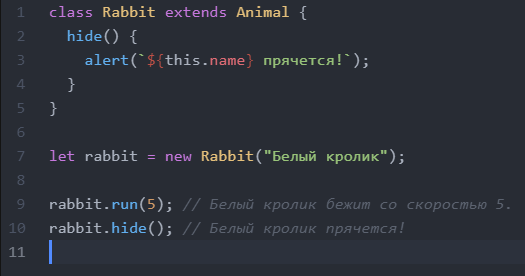 1 class Rabbit extends Animal {
2   hide() {
3     alert(`${this.name} прячется!`);
4   }
5 }
6
7 let rabbit = new Rabbit("Белый кролик");
8
9 rabbit.run(5); // Белый кролик бежит со скоростью 5.
10 rabbit.hide(); // Белый кролик прячется!
11